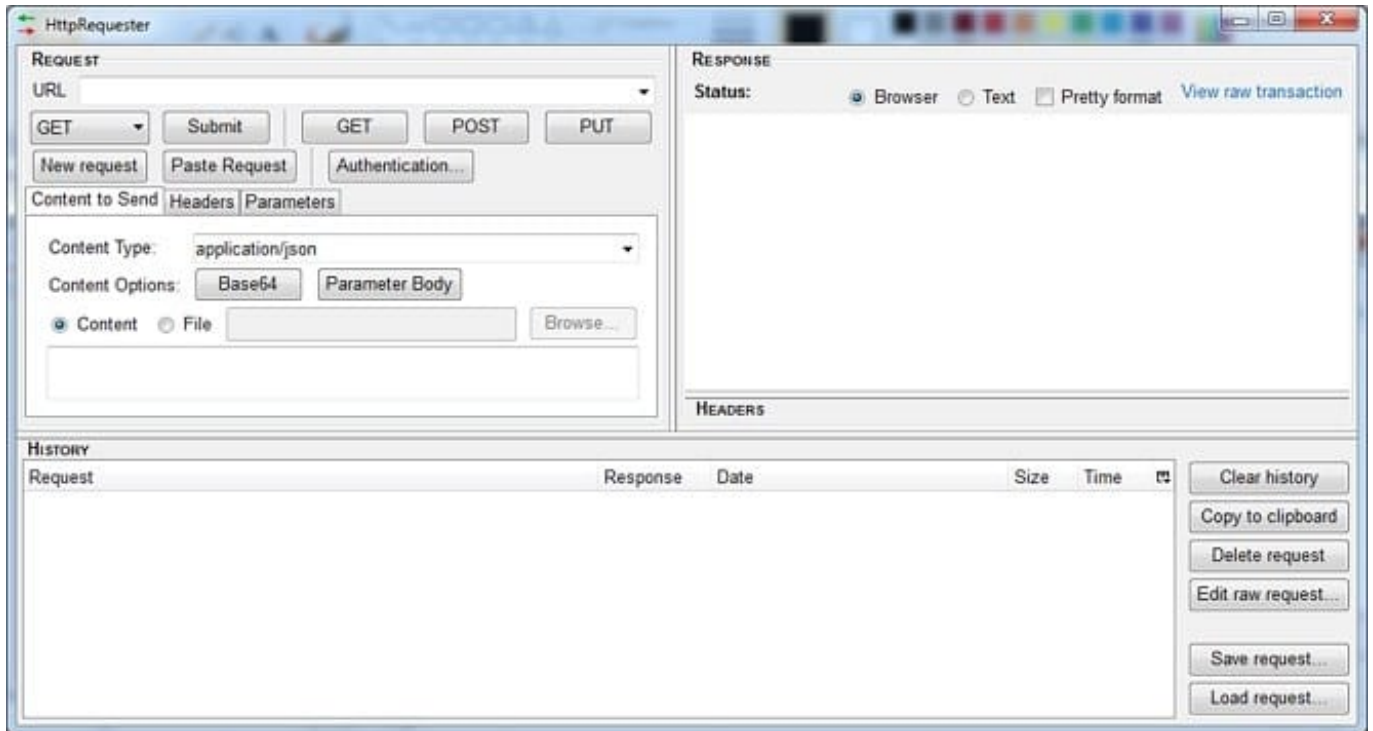 HttpRequester
REQUEST
URL
GET Submit GET POST PUT
New request Paste Request Authentication...
Content to Send Headers Parameters
Content Type: application/json
Content Options: Base64 Parameter Body
Content File Browse...
RESPONSE
Status: Browser Text Pretty format View raw transaction
HEADERS
HISTORY
Request Response Date Size Time
Clear history
Copy to clipboard
Delete request
Edit raw request...
Save request...
Load request...